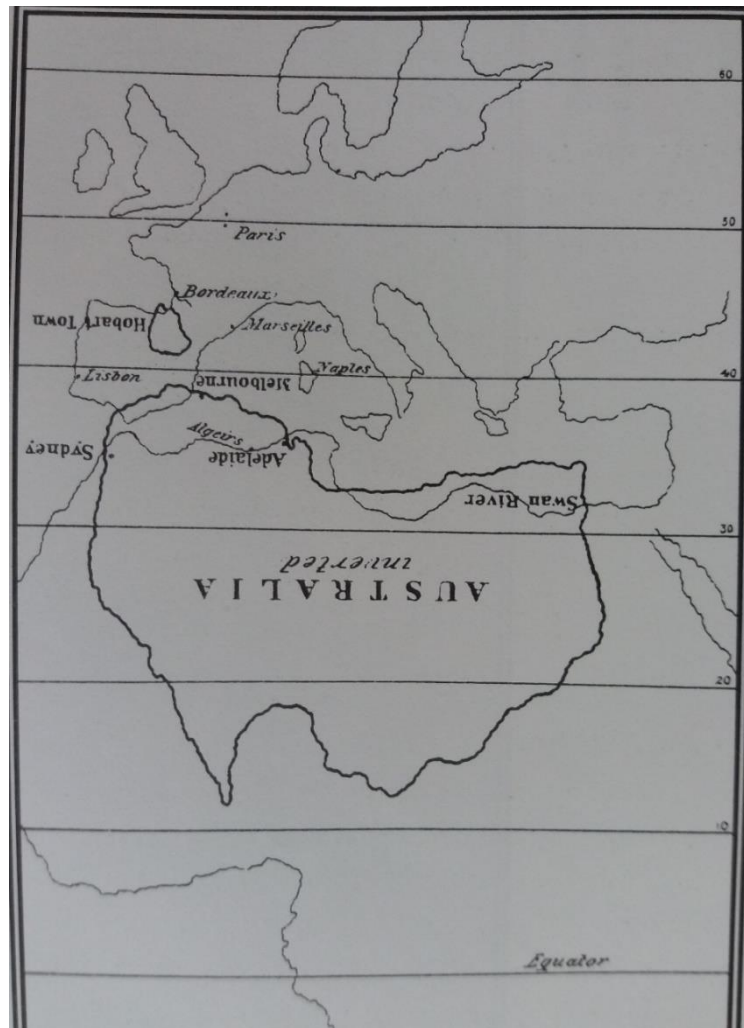 60
50
Paris
Bordeaux
Hobart Town
Marseilles
40
Lisbon
Naples
Melbourne
Algeirs
Sydney
Adelaide
Swan River
30
inverted
AUSTRALIA
20
10
Equator